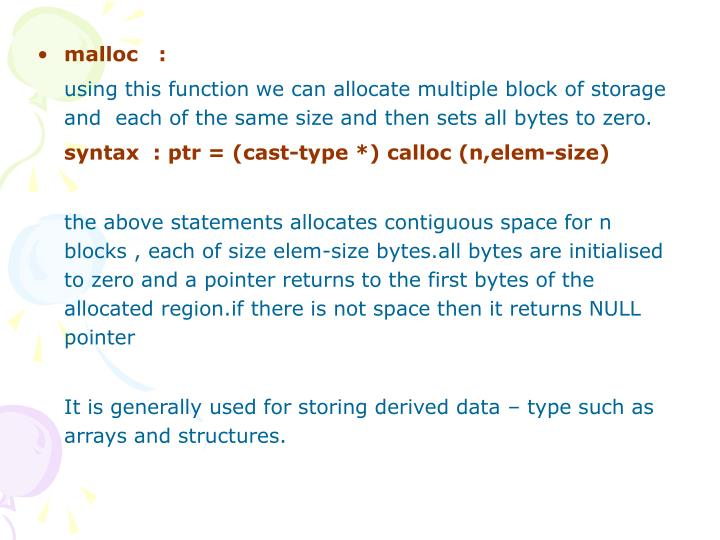 • malloc :
using this function we can allocate multiple block of storage
and each of the same size and then sets all bytes to zero.
syntax : ptr = (cast-type *) calloc (n,elem-size)
the above statements allocates contiguous space for n
blocks , each of size elem-size bytes.all bytes are initialised
to zero and a pointer returns to the first bytes of the
allocated region.if there is not space then it returns NULL
pointer
It is generally used for storing derived data – type such as
arrays and structures.